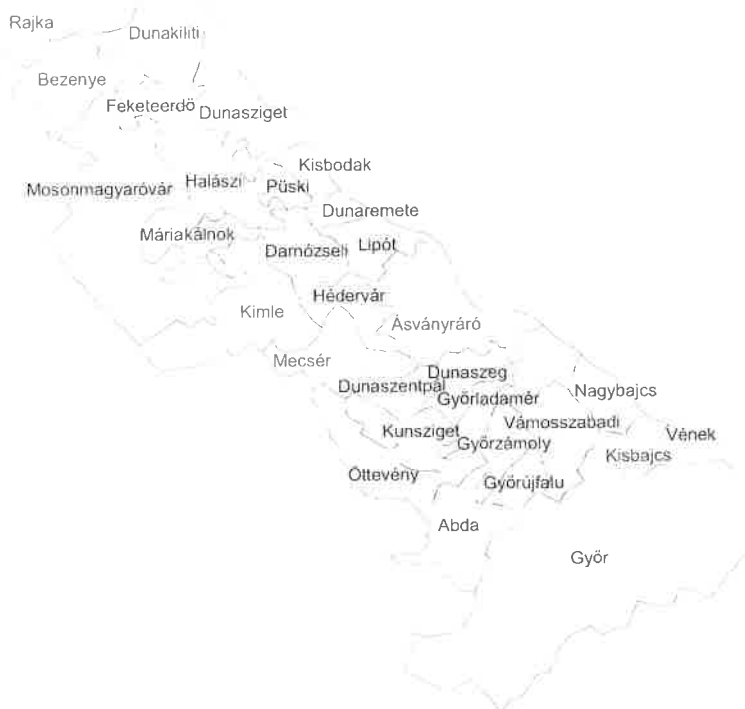 Rajka
Dunakiliti
Bezenye
Feketeerdő
Dunasziget
Kisbodak
Mosonmagyaróvár
Halászi
Püski
Dunaremete
Máriakálnok
Darnózseli
Lipót
Hédervár
Kimle
Ásványráró
Mecsér
Dunaszeg
Dunaszentpál
Nagybajcs
Győrladamér
Vámosszabadi
Kunsziget
Vének
Győrzámoly
Kisbajcs
Öttevény
Győrújfalu
Abda
Győr